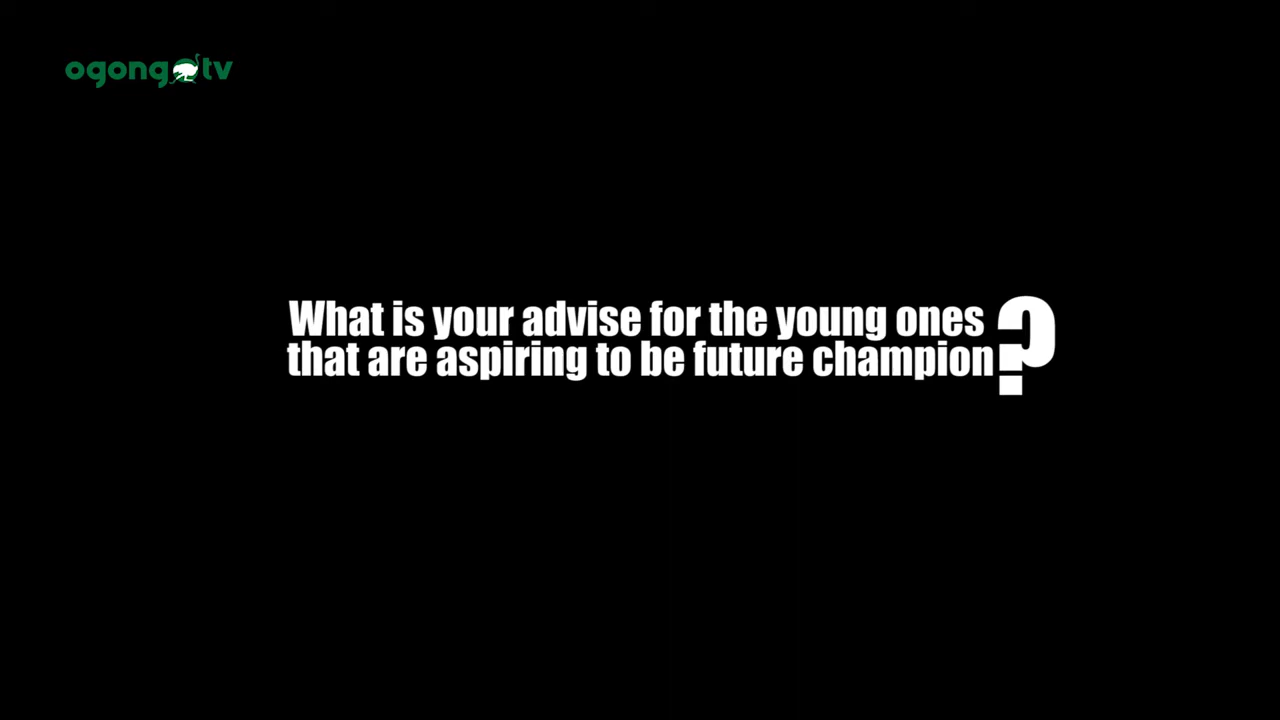 ogongotv
What is your advise for the young ones
that are aspiring to be future champion?